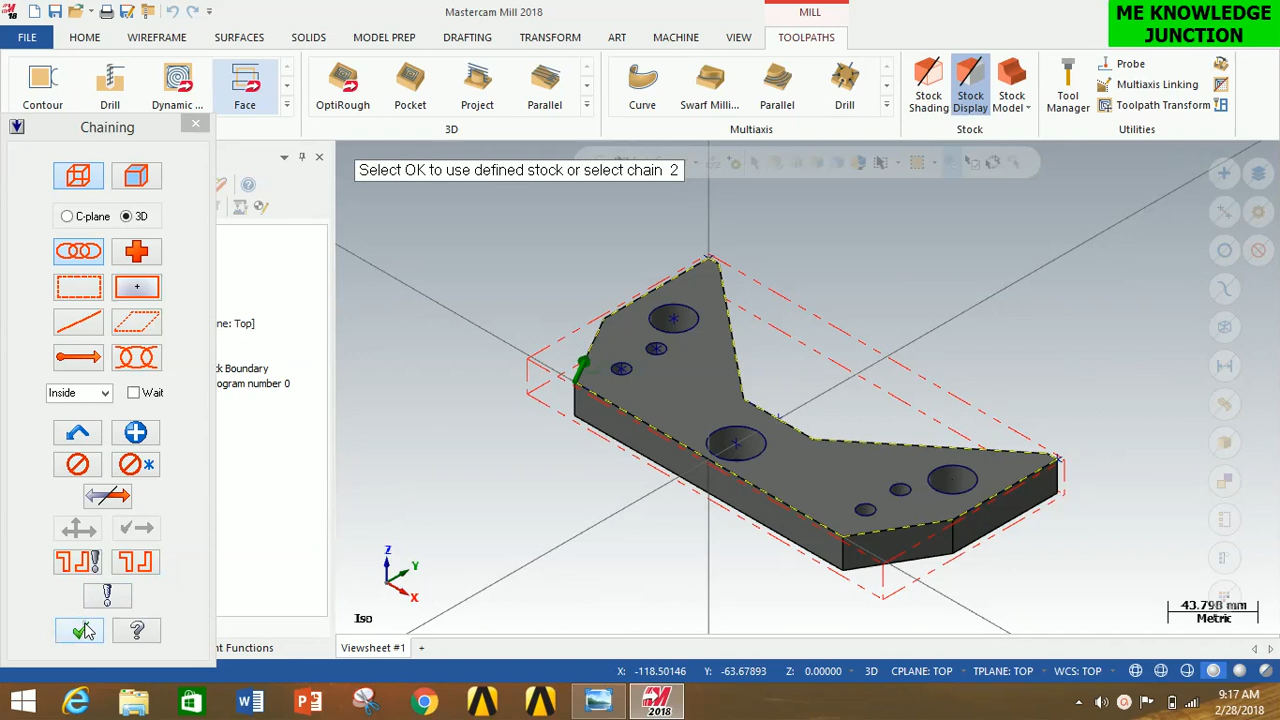 Mastercam Mill 2018
MILL
ME KNOWLEDGE
JUNCTION
18
FILE
HOME
WIREFRAME
SURFACES
SOLIDS
MODEL PREP
DRAFTING
TRANSFORM
ART
MACHINE
VIEW
TOOLPATHS
Contour
Drill
Dynamic ...
Face
OptiRough
Pocket
Project
Parallel
3D
Curve
Swarf Milli...
Parallel
Drill
Multiaxis
Stock
Shading
Stock
Display
Stock
Model
Stock
Tool
Manager
Probe
Multiaxis Linking
Toolpath Transform
Utilities
Chaining
C-plane
3D
Inside
Wait
Select OK to use defined stock or select chain 2
ne: Top]
k Boundary
ogram number 0
nt Functions
Z
Y
X
Iso
43.798 mm
Metric
Viewsheet #1
+
X: -118.50146
Y: -63.67893
Z: 0.00000
3D
CPLANE: TOP
TPLANE: TOP
WCS: TOP
2018
9:17 AM
2/28/2018